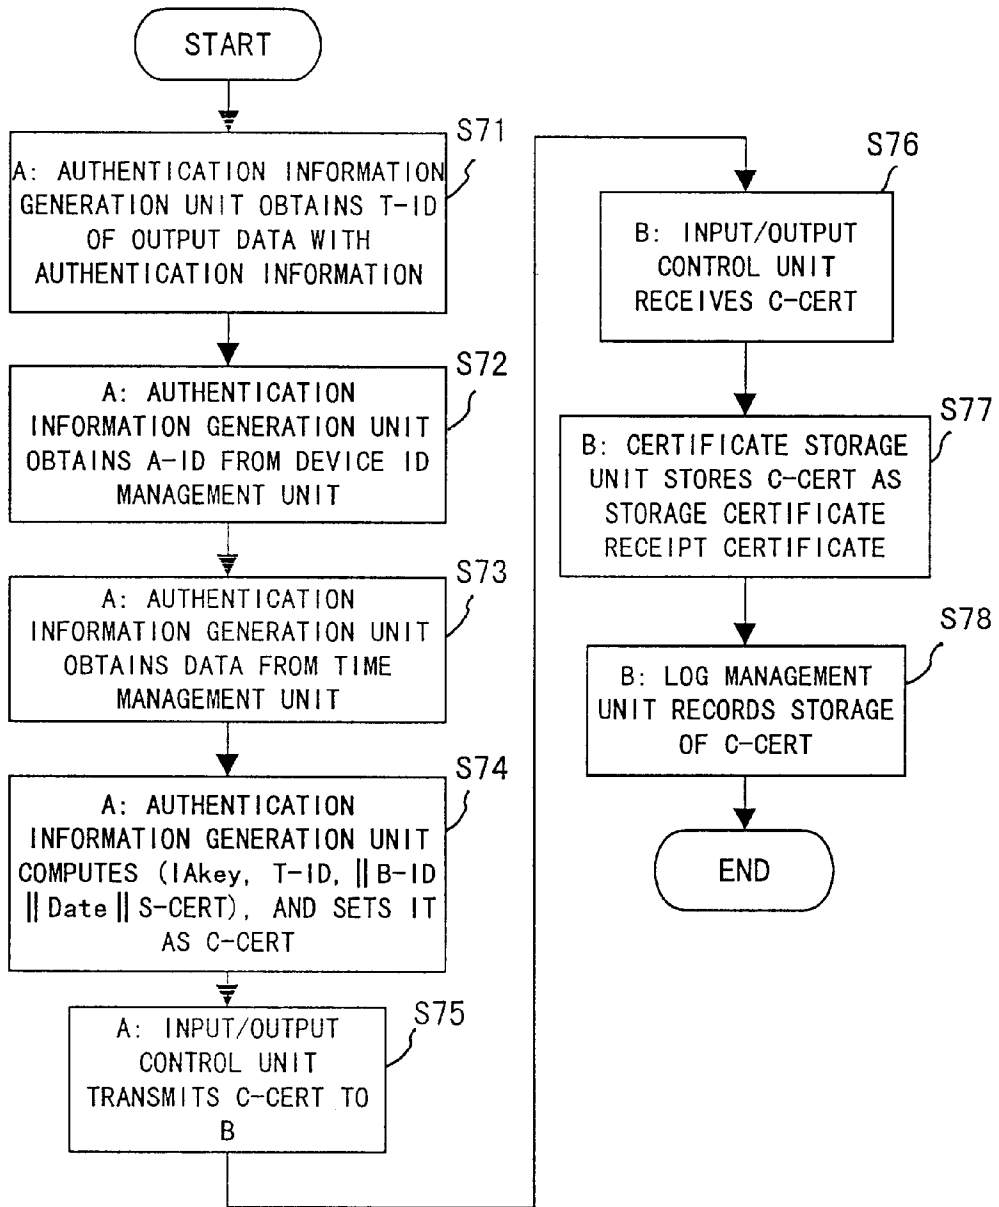 START
S71
A: AUTHENTICATION INFORMATION
GENERATION UNIT OBTAINS T-ID
OF OUTPUT DATA WITH
AUTHENTICATION INFORMATION
S72
A: AUTHENTICATION
INFORMATION GENERATION UNIT
OBTAINS A-ID FROM DEVICE ID
MANAGEMENT UNIT
S73
A: AUTHENTICATION
INFORMATION GENERATION UNIT
OBTAINS DATA FROM TIME
MANAGEMENT UNIT
S74
A: AUTHENTICATION
INFORMATION GENERATION UNIT
COMPUTES (IAkey, T-ID, ||B-ID
||Date||S-CERT), AND SETS IT
AS C-CERT
S75
A: INPUT/OUTPUT
CONTROL UNIT
TRANSMITS C-CERT TO
B
S76
B: INPUT/OUTPUT
CONTROL UNIT
RECEIVES C-CERT
S77
B: CERTIFICATE STORAGE
UNIT STORES C-CERT AS
STORAGE CERTIFICATE
RECEIPT CERTIFICATE
S78
B: LOG MANAGEMENT
UNIT RECORDS STORAGE
OF C-CERT
END